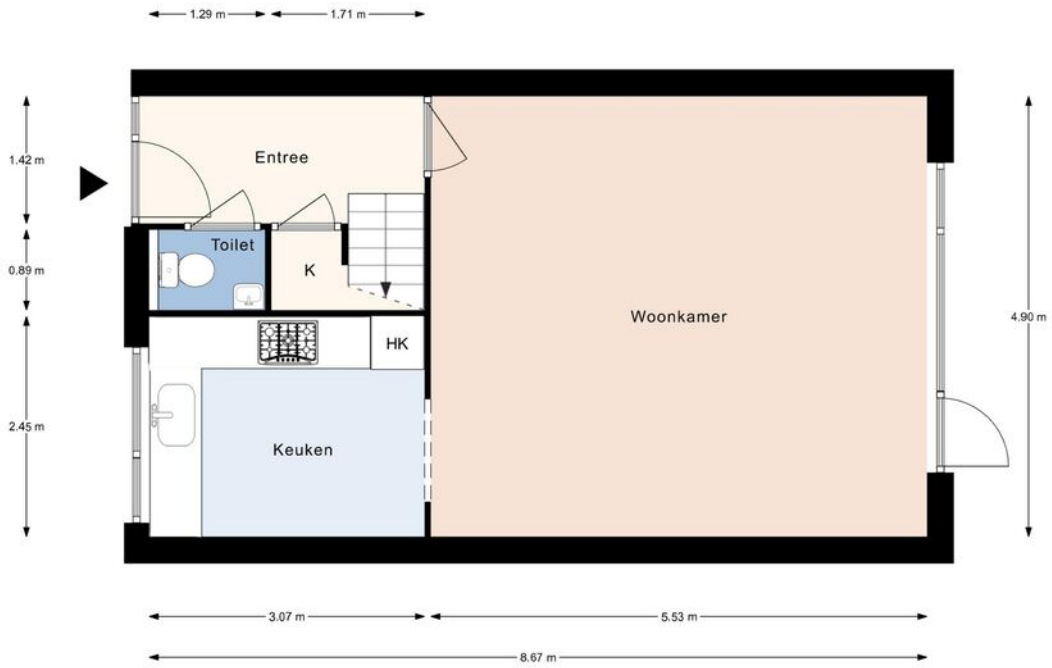 1.29 m
1.71 m
1.42 m
Entree
Toilet
0.89 m
K
Woonkamer
4.90 m
HK
2.45 m
Keuken
3.07 m
5.53 m
8.67 m